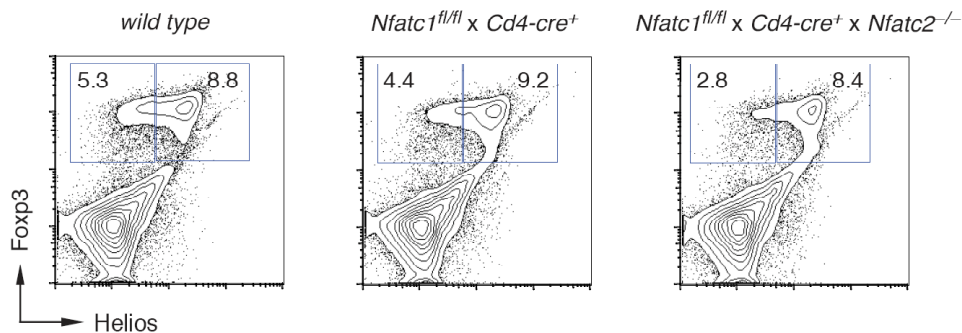 wild type
Nfatc1fl/fl x Cd4-cre+
Nfatc1fl/fl x Cd4-cre+ x Nfatc2–/–
5.3 8.8
4.4 9.2
2.8 8.4
Foxp3
Helios